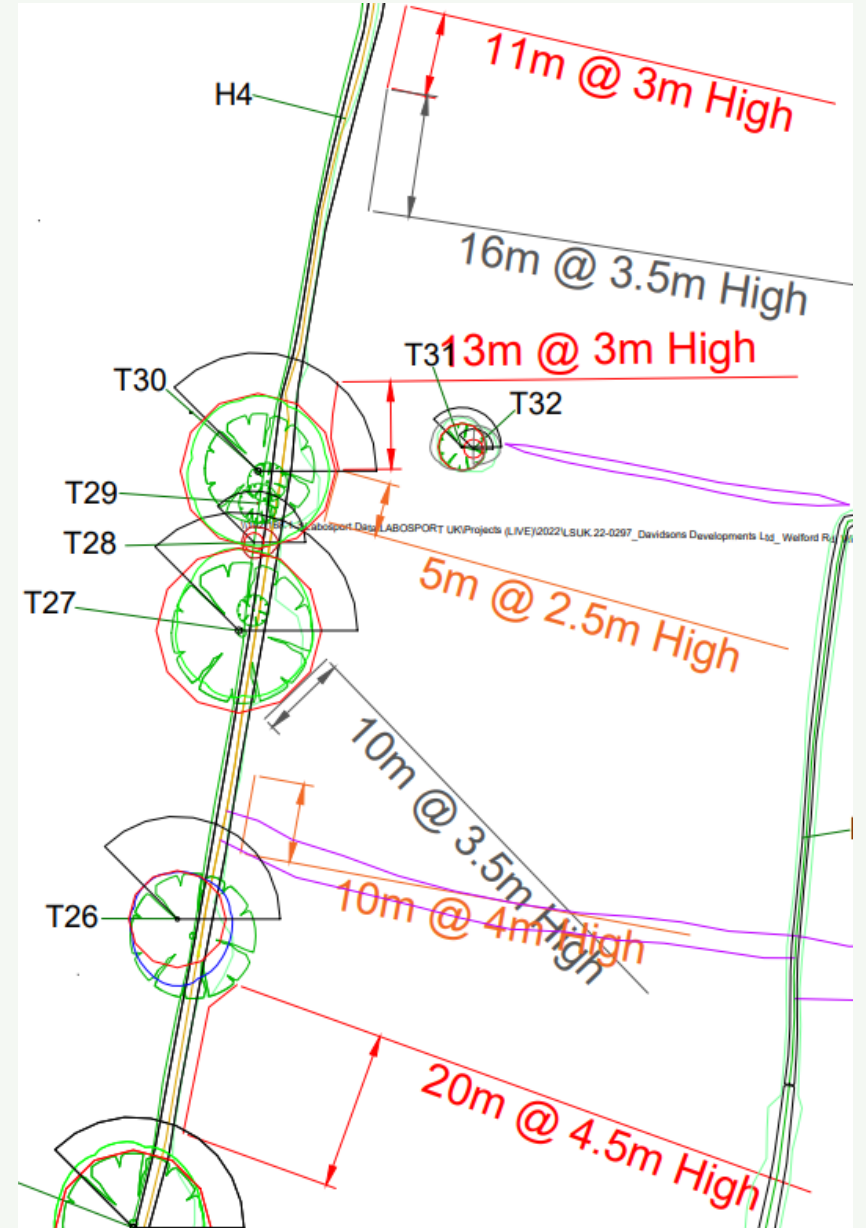 11m @ 3m High
H4
16m @ 3.5m High
T31
13m @ 3m High
T30
T32
T29
T28
LABOSPORT UK\Projects (LIVE)\2022\LSUK.22-0297_Davidsons Developments Ltd_ Welford
5m @ 2.5m High
T27
10m @ 3.5m High
10m @ 4m High
T26
20m @ 4.5m High